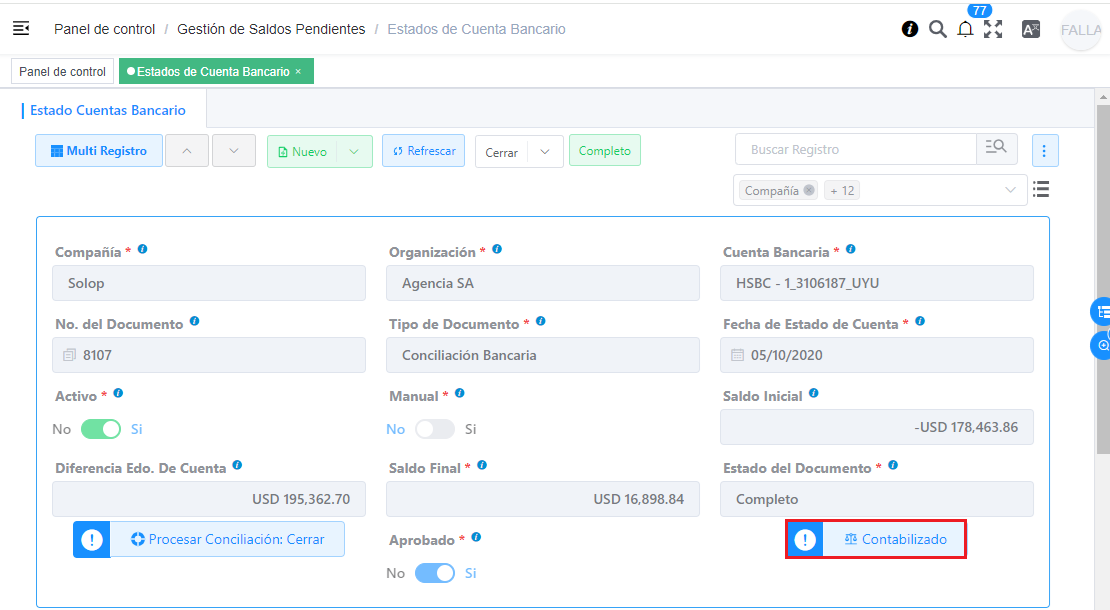 77
Panel de control / Gestión de Saldos Pendientes / Estados de Cuenta Bancario
FALLA
Panel de control
Estados de Cuenta Bancario ×
Estado Cuentas Bancario
Multi Registro Nuevo Refrescar Cerrar Completo Buscar Registro
Compañía + 12
Compañía * Organización * Cuenta Bancaria *
Solop Agencia SA HSBC - 1_3106187_UYU
No. del Documento Tipo de Documento * Fecha de Estado de Cuenta *
8107 Conciliación Bancaria 05/10/2020
Activo * Manual * Saldo Inicial
No Si No Si -USD 178,463.86
Diferencia Edo. De Cuenta Saldo Final * Estado del Documento *
USD 195,362.70 USD 16,898.84 Completo
Procesar Conciliación: Cerrar Aprobado * Contabilizado
No Si